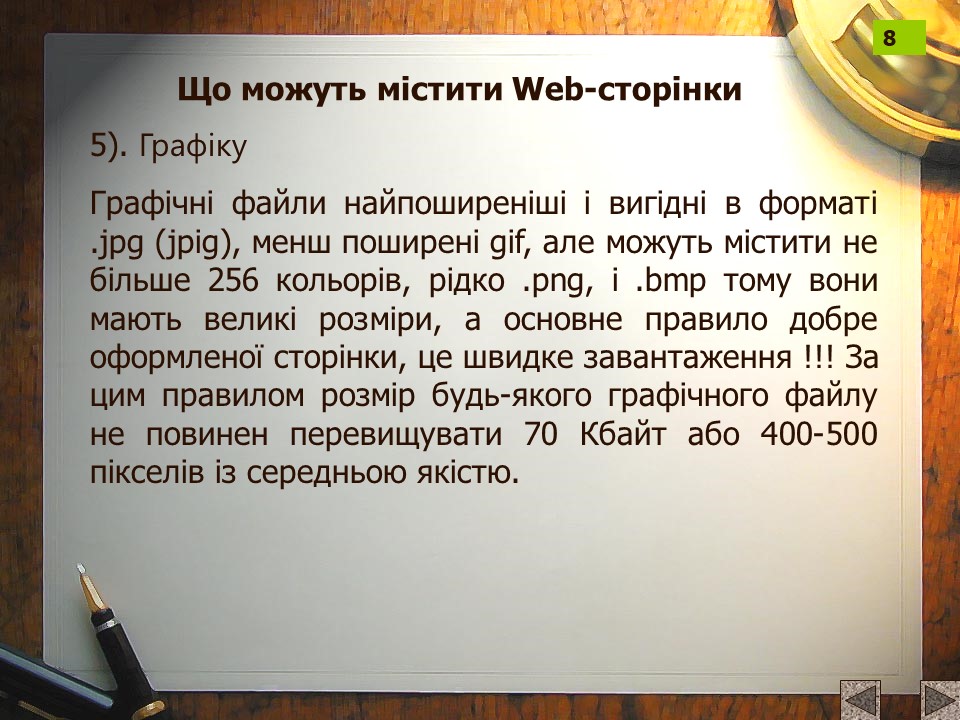 8
Що можуть містити Web-сторінки
5). Графіку
Графічні файли найпоширеніші і вигідні в форматі
.jpg (jpig), менш поширені gif, але можуть містити не
більше 256 кольорів, рідко .png, і .bmp тому вони
мають великі розміри, а основне правило добре
оформленої сторінки, це швидке завантаження !!! За
цим правилом розмір будь-якого графічного файлу
не повинен перевищувати 70 Кбайт або 400-500
пікселів із середньою якістю.